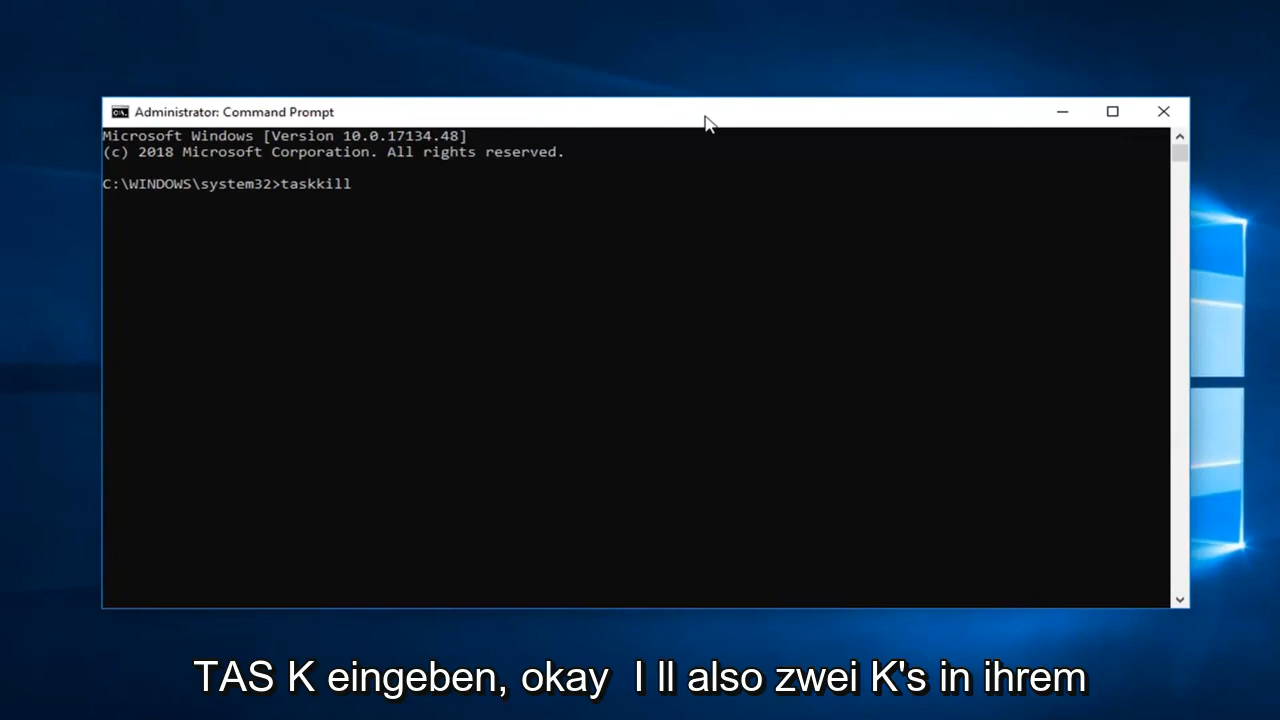 Administrator: Command Prompt
Microsoft Windows [Version 10.0.17134.48]
(c) 2018 Microsoft Corporation. All rights reserved.
C:\WINDOWS\system32>taskkill
TAS K eingeben, okay I ll also zwei K's in ihrem